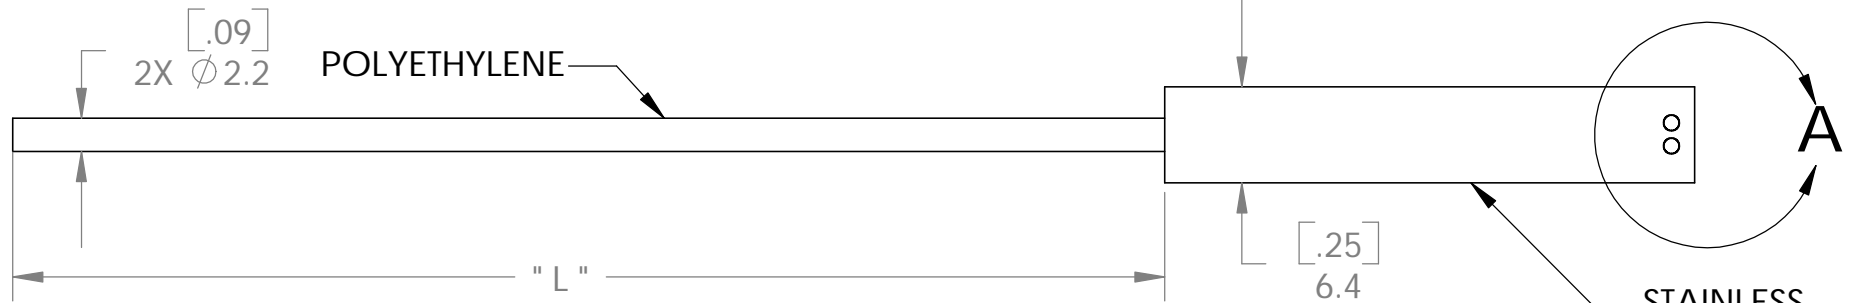 [.09]
2X ∅2.2
POLYETHYLENE
A
[.25]
6.4
" L "
STAINLESS